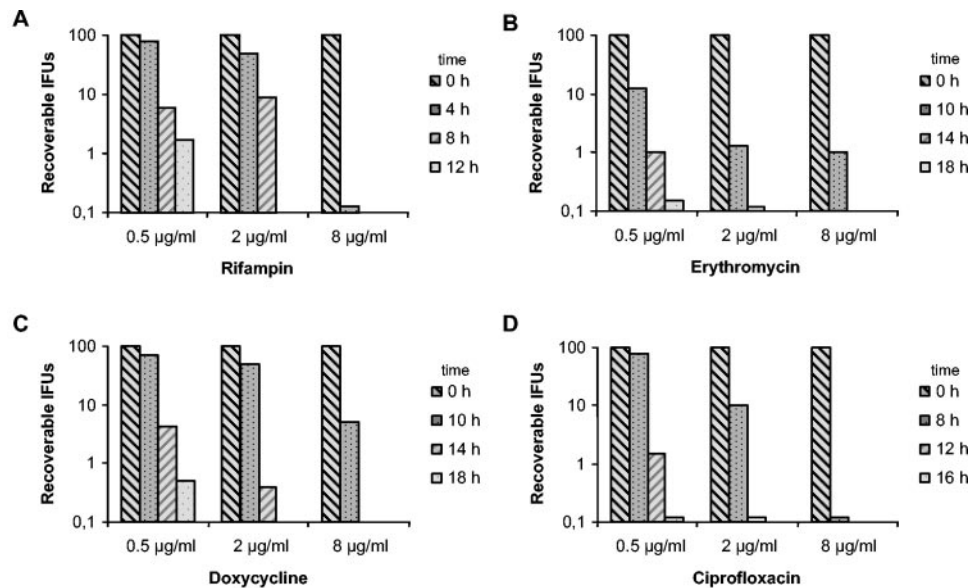 A
Recoverable IFUs
100
10
1
0,1
0.5 µg/ml
2 µg/ml
8 µg/ml
Rifampin
time
0 h
4 h
8 h
12 h
B
Recoverable IFUs
100
10
1
0,1
0.5 µg/ml
2 µg/ml
8 µg/ml
Erythromycin
time
0 h
10 h
14 h
18 h
C
Recoverable IFUs
100
10
1
0,1
0.5 µg/ml
2 µg/ml
8 µg/ml
Doxycycline
time
0 h
10 h
14 h
18 h
D
Recoverable IFUs
100
10
1
0,1
0.5 µg/ml
2 µg/ml
8 µg/ml
Ciprofloxacin
time
0 h
8 h
12 h
16 h